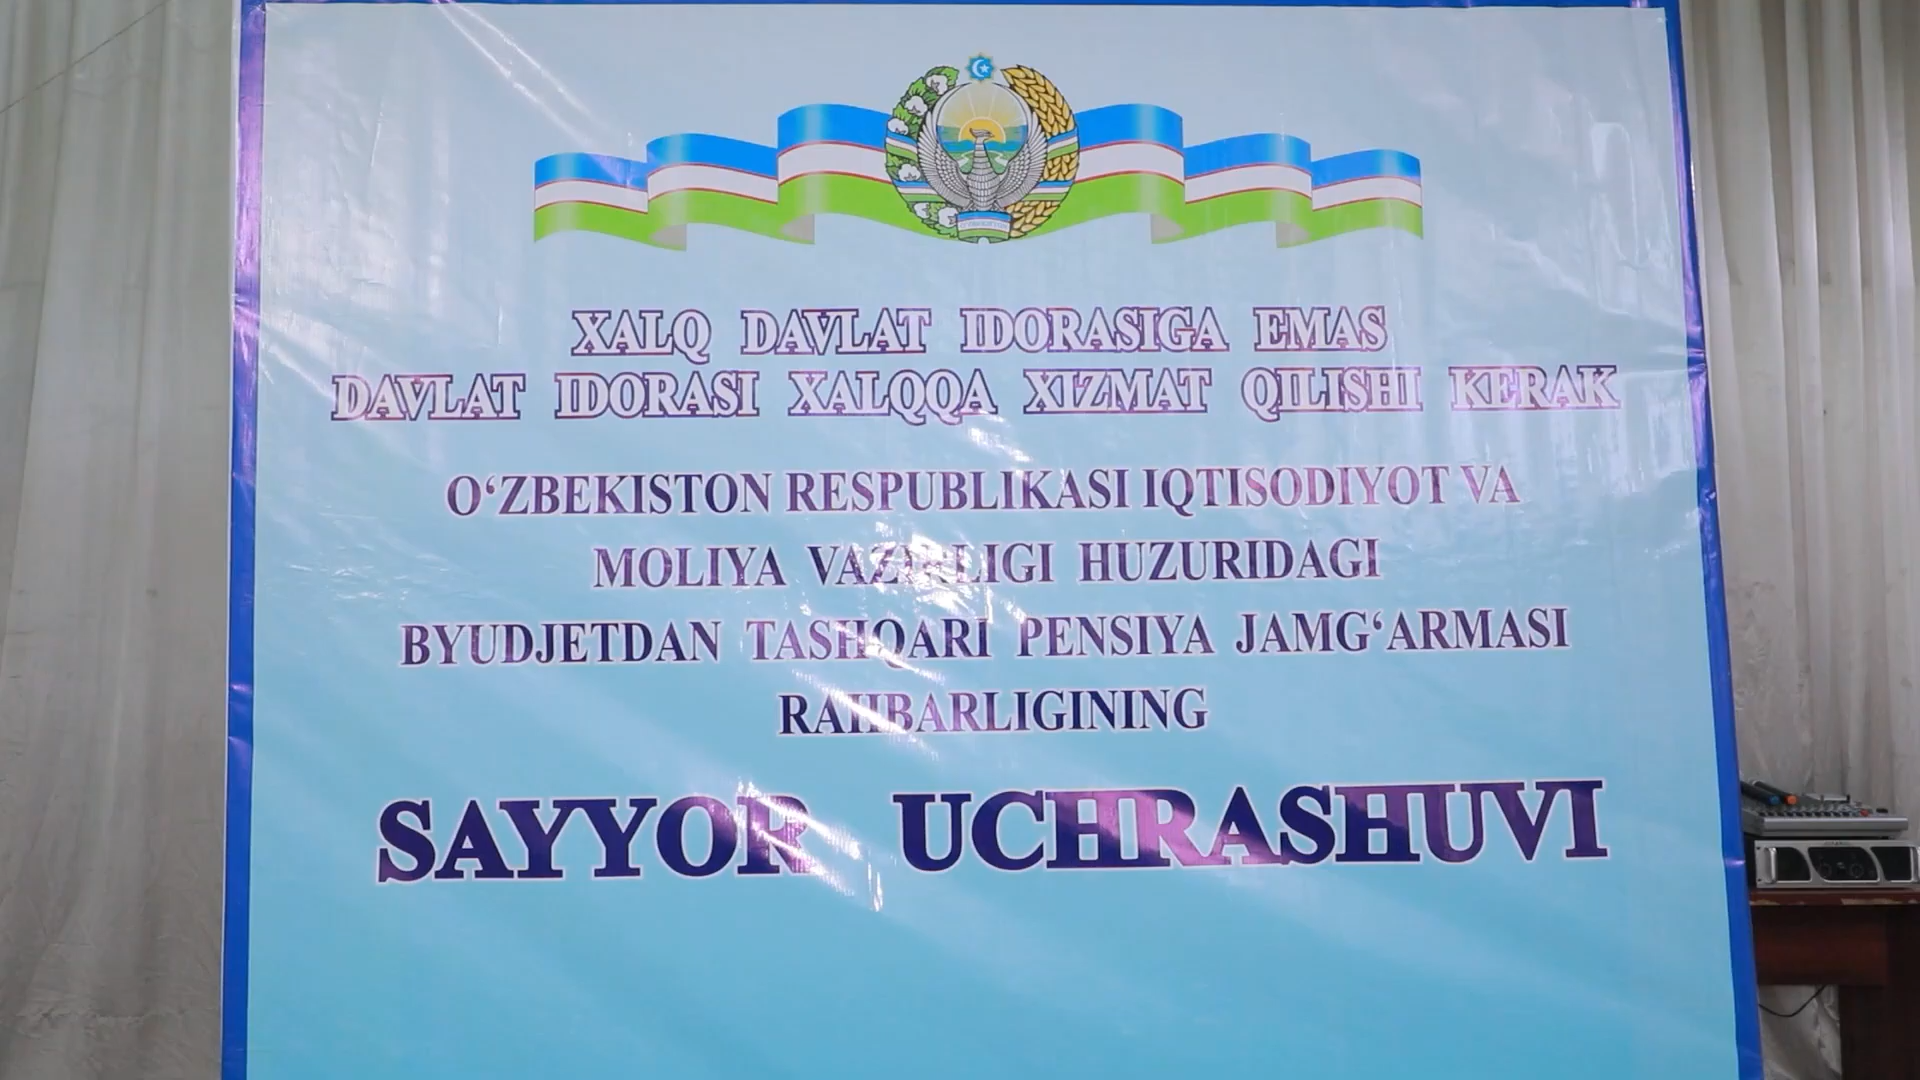 XALQ DAVLAT IDORASIGA EMAS
DAVLAT IDORASI XALQQA XIZMAT QILISHI KERAK
O‘ZBEKISTON RESPUBLIKASI IQTISODIYOT VA
MOLIYA VAZIRLIGI HUZURIDAGI
BYUDJETDAN TASHQARI PENSIYA JAMG‘ARMASI
RAHBARLIGINING
SAYYOR UCHRASHUVI